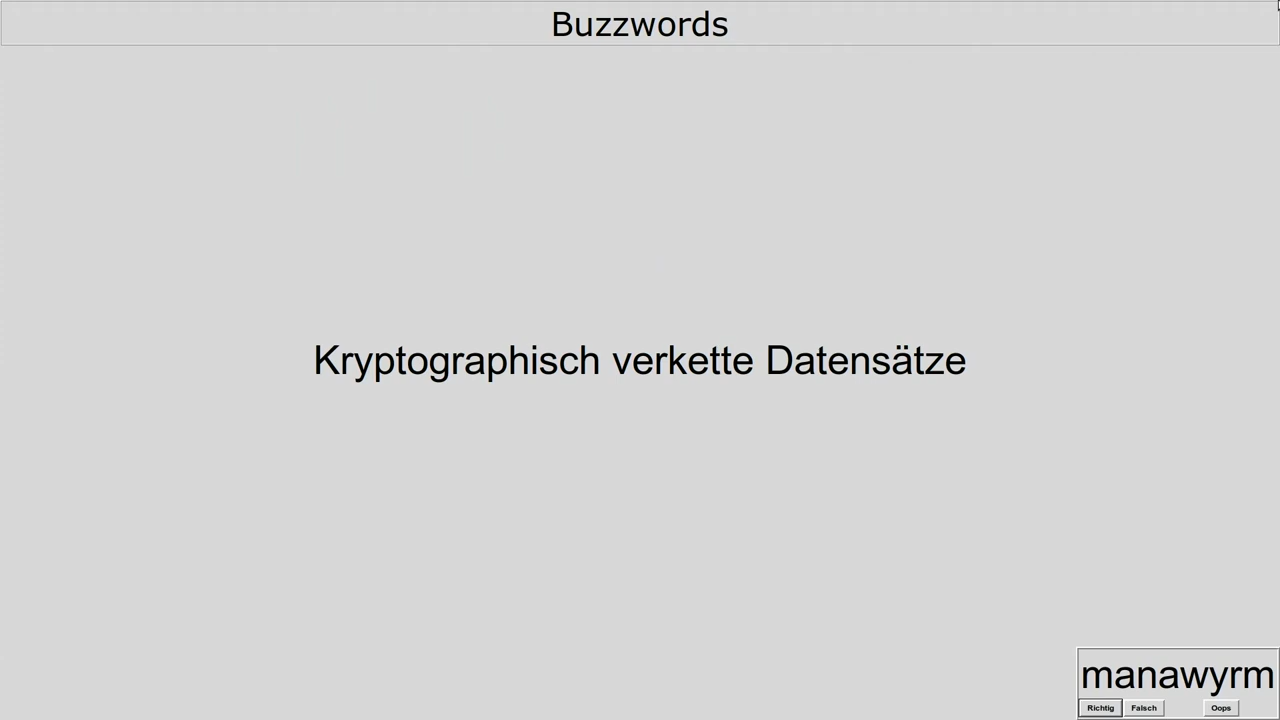 Buzzwords
Kryptographisch verkette Datensätze
manawyrm
Richtig Falsch Oops